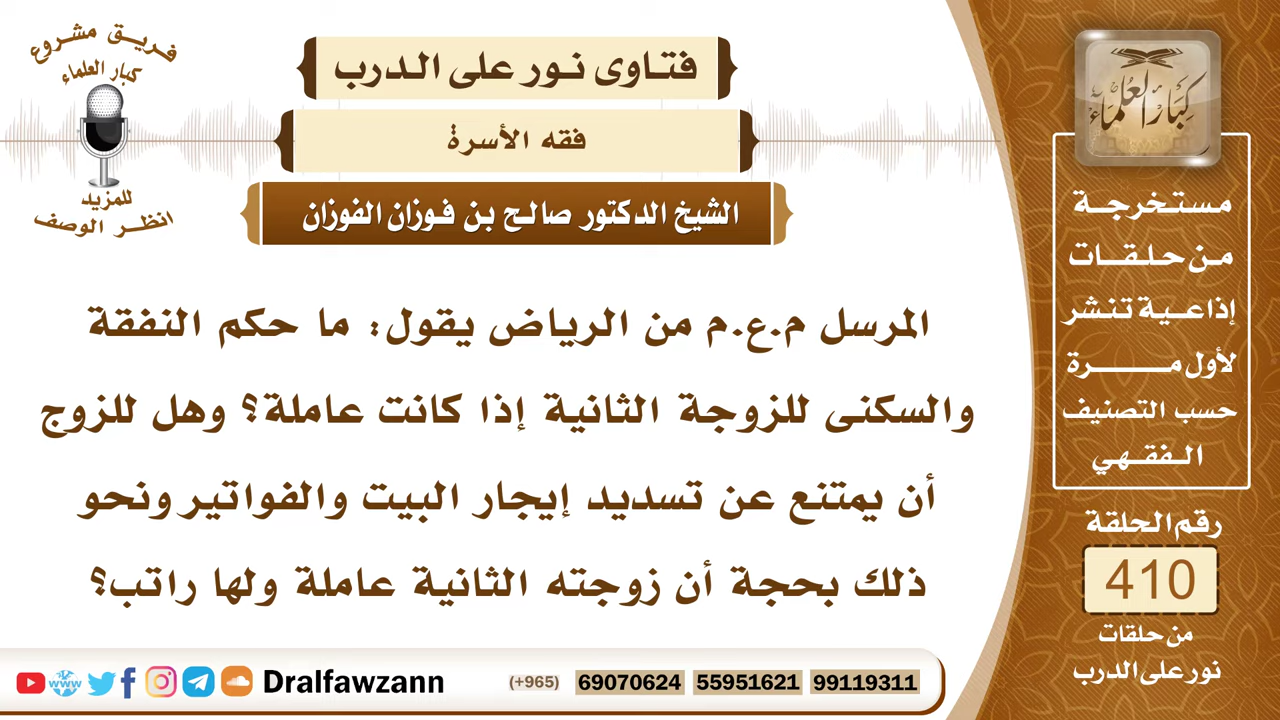 فريق مشروع
كبار العلماء
للمزيد
انظر الوصف
فتاوى نور على الدرب
فقه الأسرة
الشيخ الدكتور صالح بن فوزان الفوزان
المرسل م.ع.م من الرياض يقول: ما حكم النفقة
والسكنى للزوجة الثانية إذا كانت عاملة؟ وهل للزوج
أن يمتنع عن تسديد إيجار البيت والفواتير ونحو
ذلك بحجة أن زوجته الثانية عاملة ولها راتب؟
كبار العلماء
مستخرجة
من حلقات
إذاعية تنشر
لأول مرة
حسب التصنيف
الفقهي
رقم الحلقة
410
من حلقات
نور على الدرب
www Dralfawzann (+965) 69070624 55951621 99119311